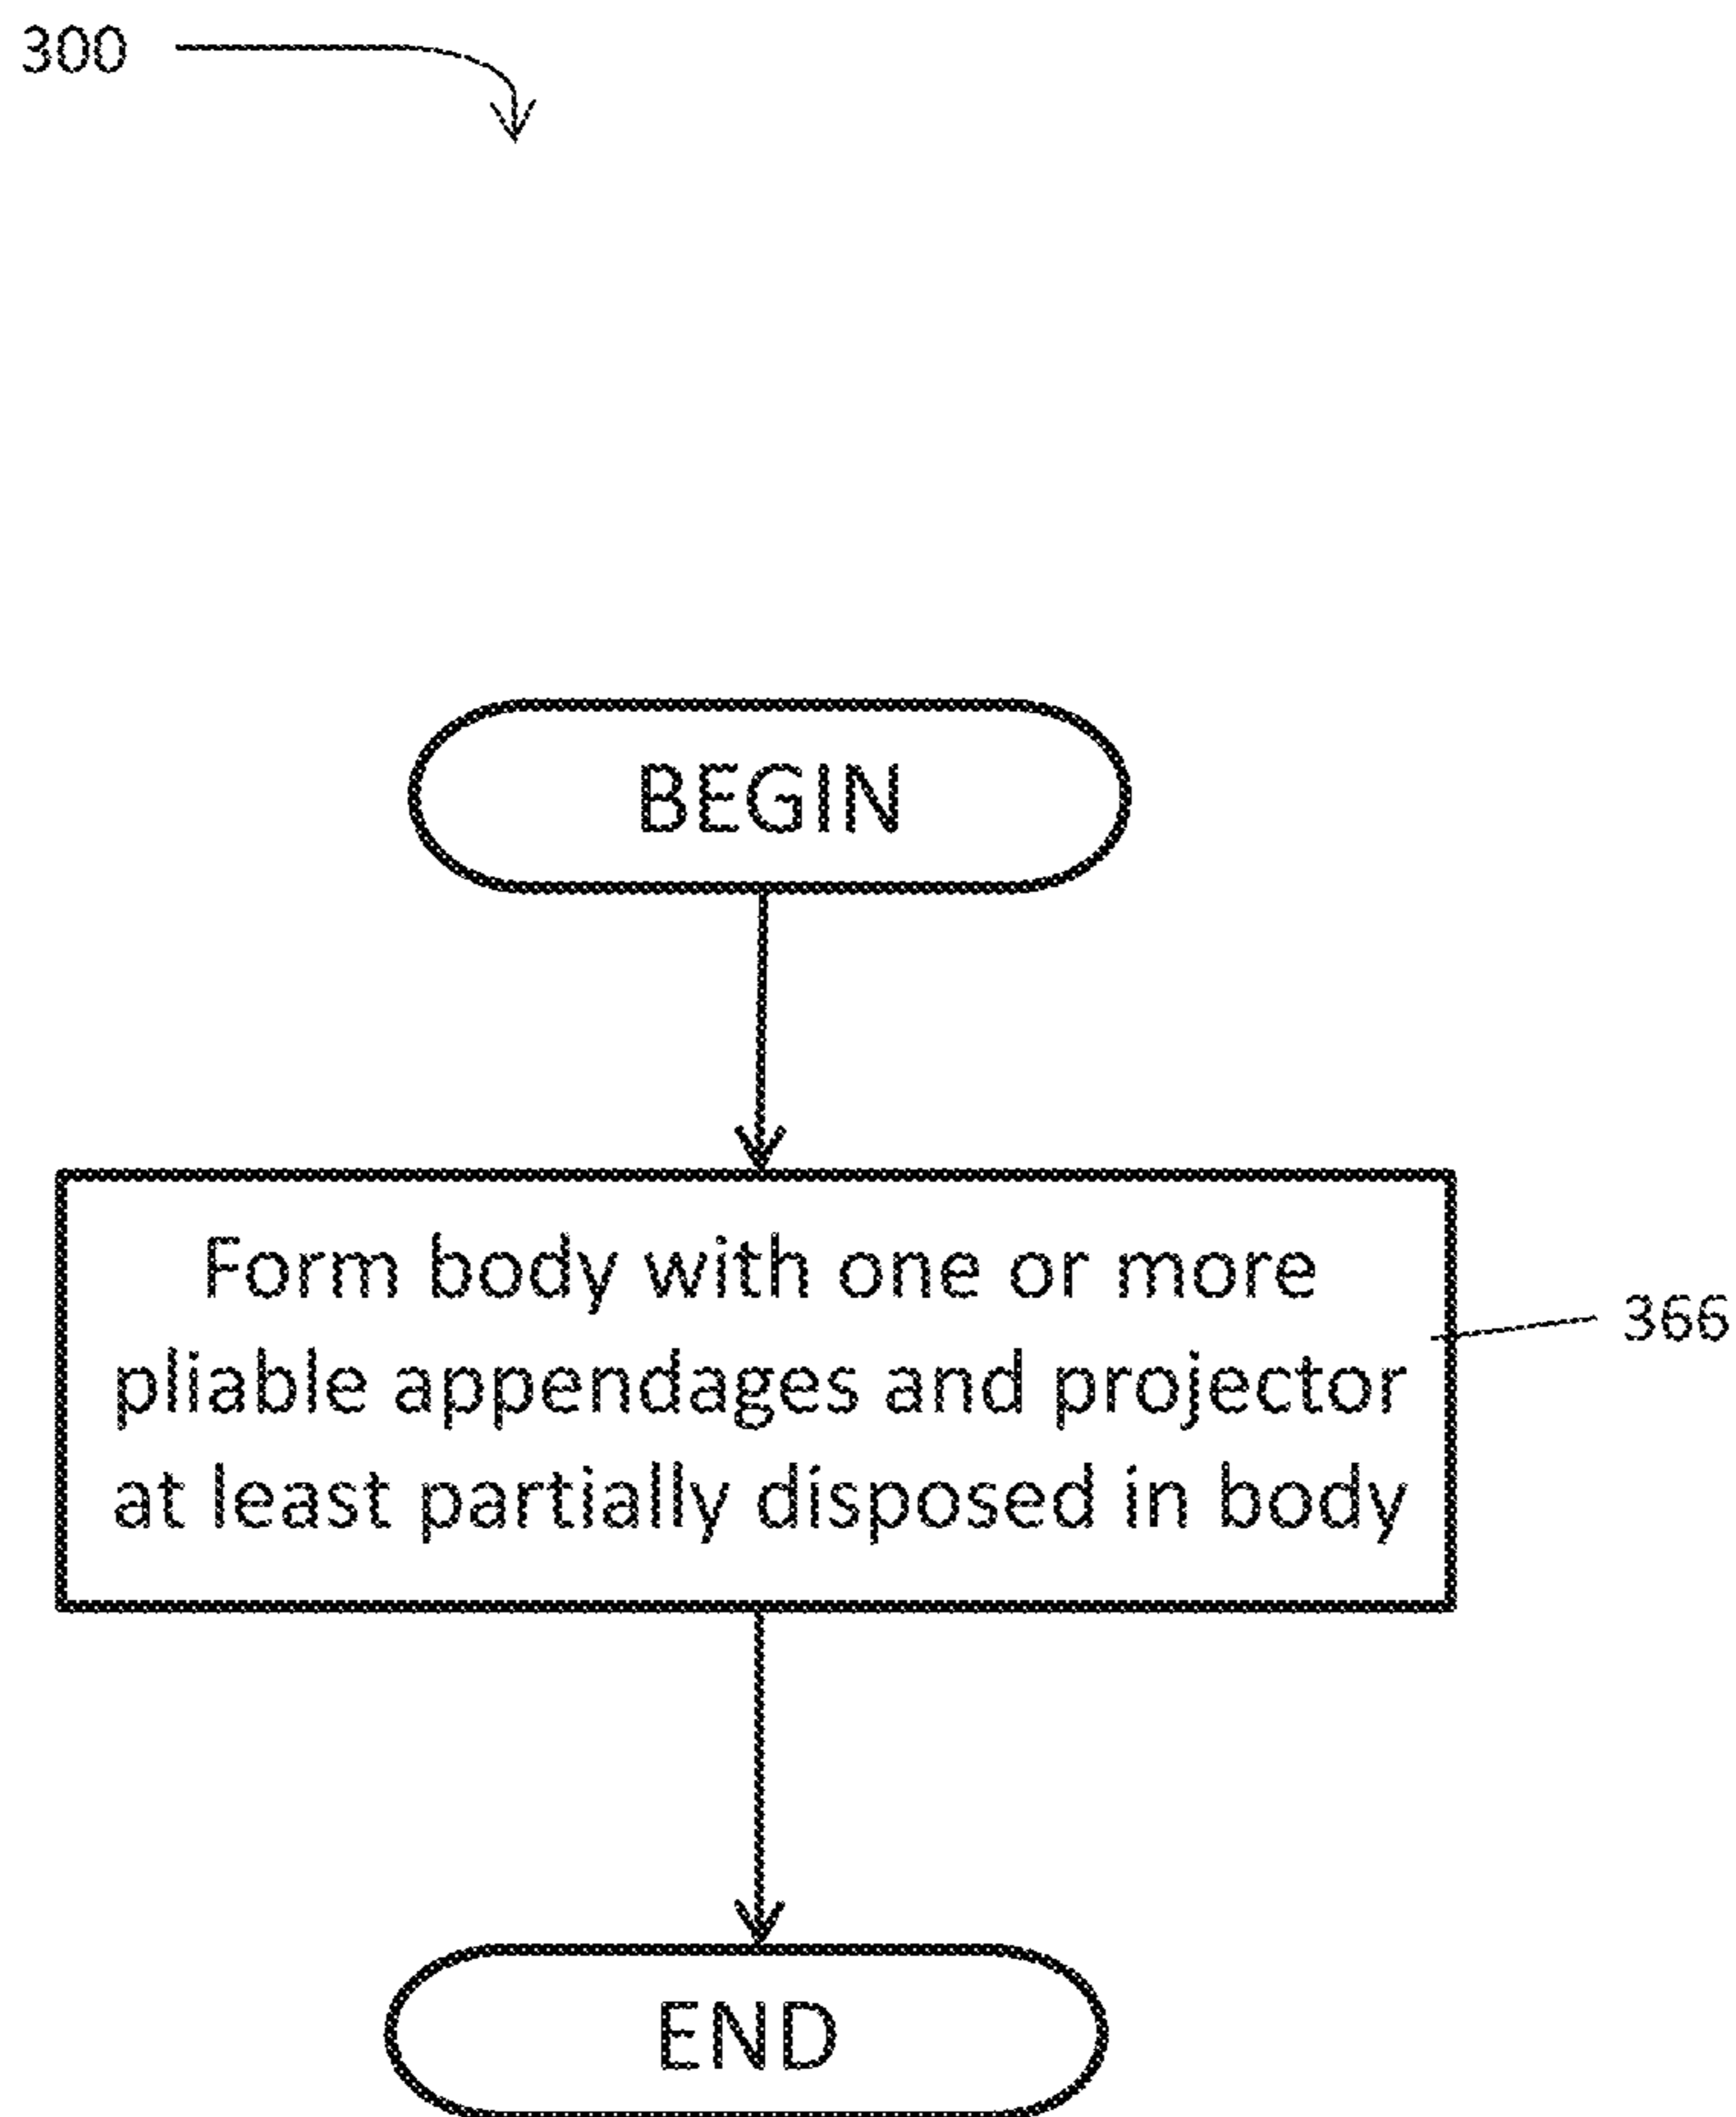 300
BEGIN
Form body with one or more
pliable appendages and projector
at least partially disposed in body
366
END